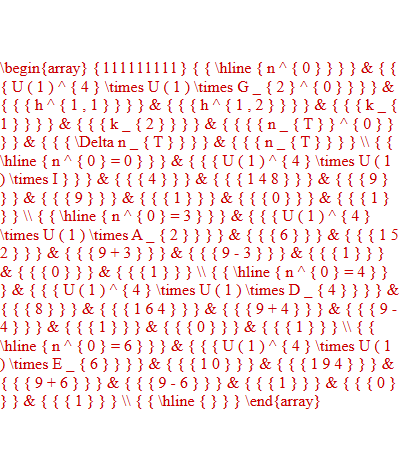 \begin{array} {111111111} { { \hline { n ^ { 0 } } } } & { {
{ U ( 1 ) ^ { 4 } \times U ( 1 ) \times G _ { 2 } ^ { 0 } } } } &
{ { { h ^ { 1 , 1 } } } } & { { { h ^ { 1 , 2 } } } } & { { { k _ {
1 } } } } & { { { k _ { 2 } } } } & { { { { n _ { T } } ^ { 0 }
} } & { { { \Delta n _ { T } } } } & { { { n _ { T } } } } \\ { {
\hline { n ^ { 0 } = 0 } } } & { { { U ( 1 ) ^ { 4 } \times U ( 1
) \times I } } } & { { { 4 } } } & { { { 1 4 8 } } } & { { { 9 }
} } & { { { 9 } } } & { { { 1 } } } & { { { 0 } } } & { { { 1 }
} } \\ { { \hline { n ^ { 0 } = 3 } } } & { { { U ( 1 ) ^ { 4 }
\times U ( 1 ) \times A _ { 2 } } } } & { { { 6 } } } & { { { 1 5
2 } } } & { { { 9 + 3 } } } & { { { 9 - 3 } } } & { { { 1 } } }
& { { { 0 } } } & { { { 1 } } } \\ { { \hline { n ^ { 0 } = 4 } }
} & { { { U ( 1 ) ^ { 4 } \times U ( 1 ) \times D _ { 4 } } } } &
{ { { 8 } } } & { { { 1 6 4 } } } & { { { 9 + 4 } } } & { { { 9 -
4 } } } & { { { 1 } } } & { { { 0 } } } & { { { 1 } } } \\ { {
\hline { n ^ { 0 } = 6 } } } & { { { U ( 1 ) ^ { 4 } \times U ( 1
) \times E _ { 6 } } } } & { { { 1 0 } } } & { { { 1 9 4 } } } &
{ { { 9 + 6 } } } & { { { 9 - 6 } } } & { { { 1 } } } & { { { 0 }
} } & { { { 1 } } } \\ { { \hline { } } } \end{array}